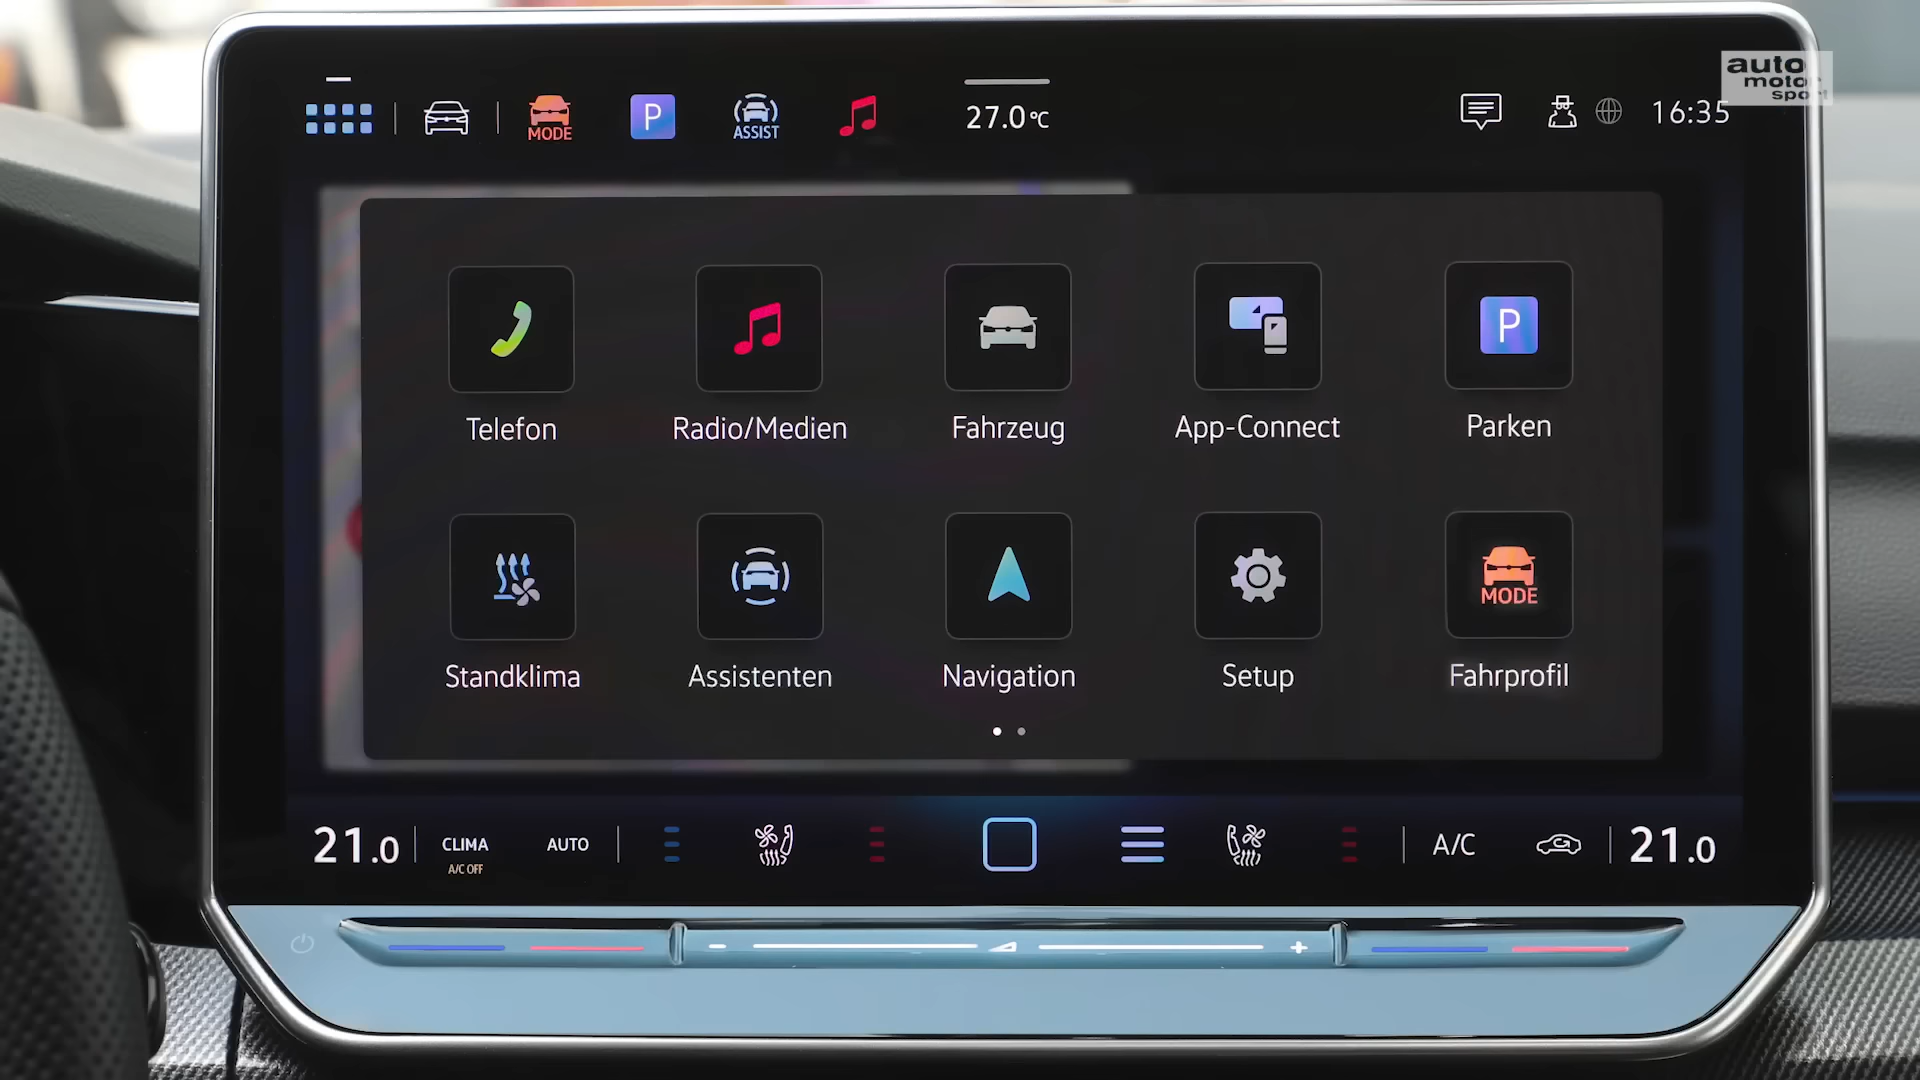 auto
motor
sport
MODE
P
ASSIST
27.0°C
16:35
P
Telefon
Radio/Medien
Fahrzeug
App-Connect
Parken
MODE
Standklima
Assistenten
Navigation
Setup
Fahrprofil
21.0
CLIMA
A/C OFF
AUTO
A/C
21.0
- +